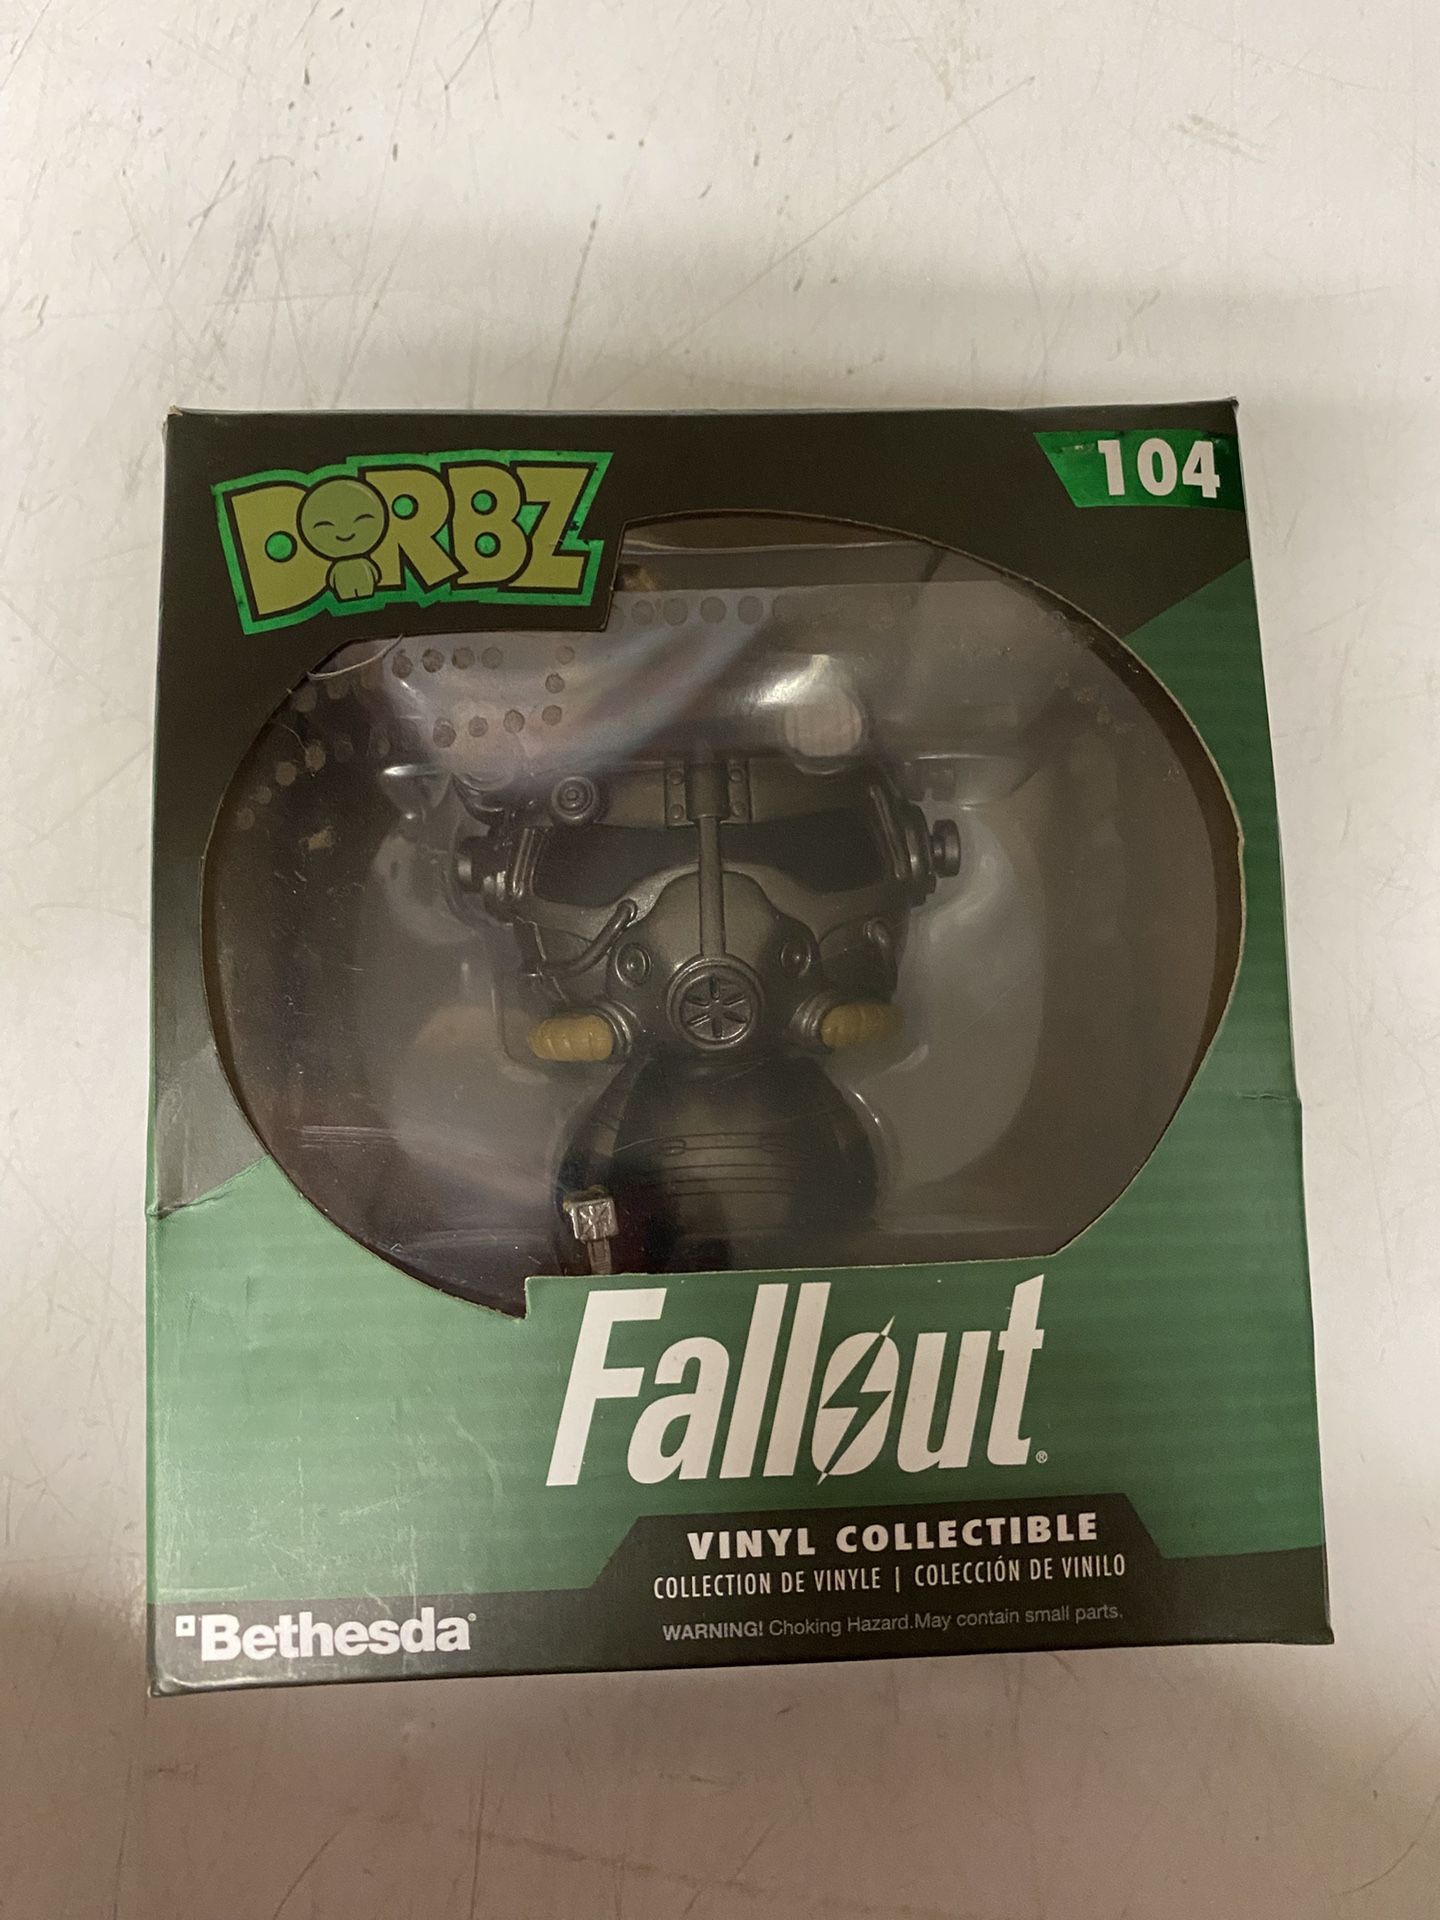 DORBZ
104
Fallout®
VINYL COLLECTIBLE
COLLECTION DE VINYLE | COLECCIÓN DE VINILO
WARNING! Choking Hazard.May contain small parts.
Bethesda®